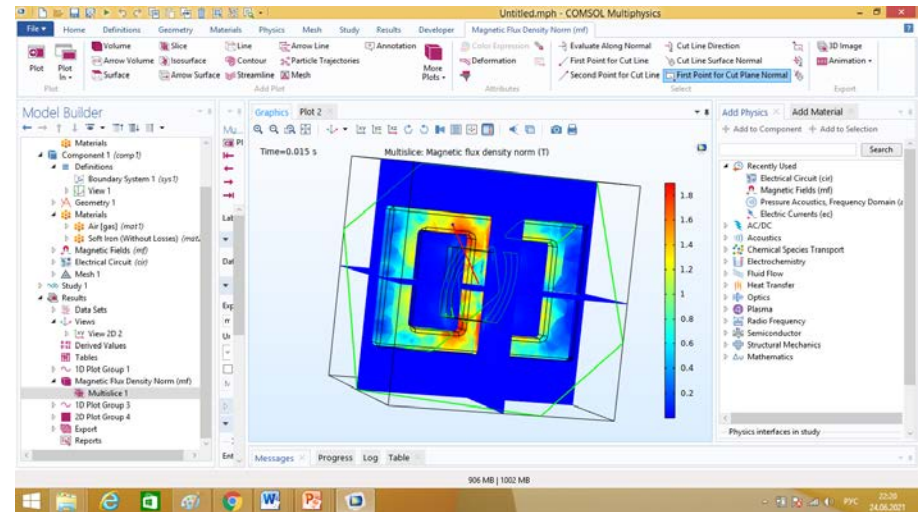 Untitled.mph - COMSOL Multiphysics
File Home Definitions Geometry Materials Physics Mesh Study Results Developer Magnetic Flux Density Norm (mf)
Plot
Plot In
Volume
Arrow Volume
Surface
Slice
Isosurface
Arrow Surface
Line
Contour
Streamline
Arrow Line
Particle Trajectories
Mesh
Annotation
More Plots
Color Expression
Deformation
Evaluate Along Normal
First Point for Cut Line
Second Point for Cut Line
Cut Line Direction
Cut Line Surface Normal
First Point for Cut Plane Normal
3D Image
Animation
Plot Add Plot Attributes Select Export
Model Builder
Materials
Component 1 (comp1)
Definitions
Boundary System 1 (sys1)
View 1
Geometry 1
Materials
Air [gas] (mat1)
Soft Iron (Without Losses) (mat
Magnetic Fields (mf)
Electrical Circuit (cir)
Mesh 1
Study 1
Results
Data Sets
Views
View 2D 2
Derived Values
Tables
1D Plot Group 1
Magnetic Flux Density Norm (mf)
Multislice 1
1D Plot Group 3
2D Plot Group 4
Export
Reports
Mu...
Pl
Lab
Dat
Exp
Un
Ent
Graphics Plot 2
Time=0.015 s Multislice: Magnetic flux density norm (T)
1.8
1.6
1.4
1.2
1
0.8
0.6
0.4
0.2
Messages Progress Log Table
Add Physics Add Material
Add to Component Add to Selection
Search
Recently Used
Electrical Circuit (cir)
Magnetic Fields (mf)
Pressure Acoustics, Frequency Domain (a
Electric Currents (ec)
AC/DC
Acoustics
Chemical Species Transport
Electrochemistry
Fluid Flow
Heat Transfer
Optics
Plasma
Radio Frequency
Semiconductor
Structural Mechanics
Mathematics
Physics interfaces in study
906 MB | 1002 MB
РУС
22:20
24.06.2021